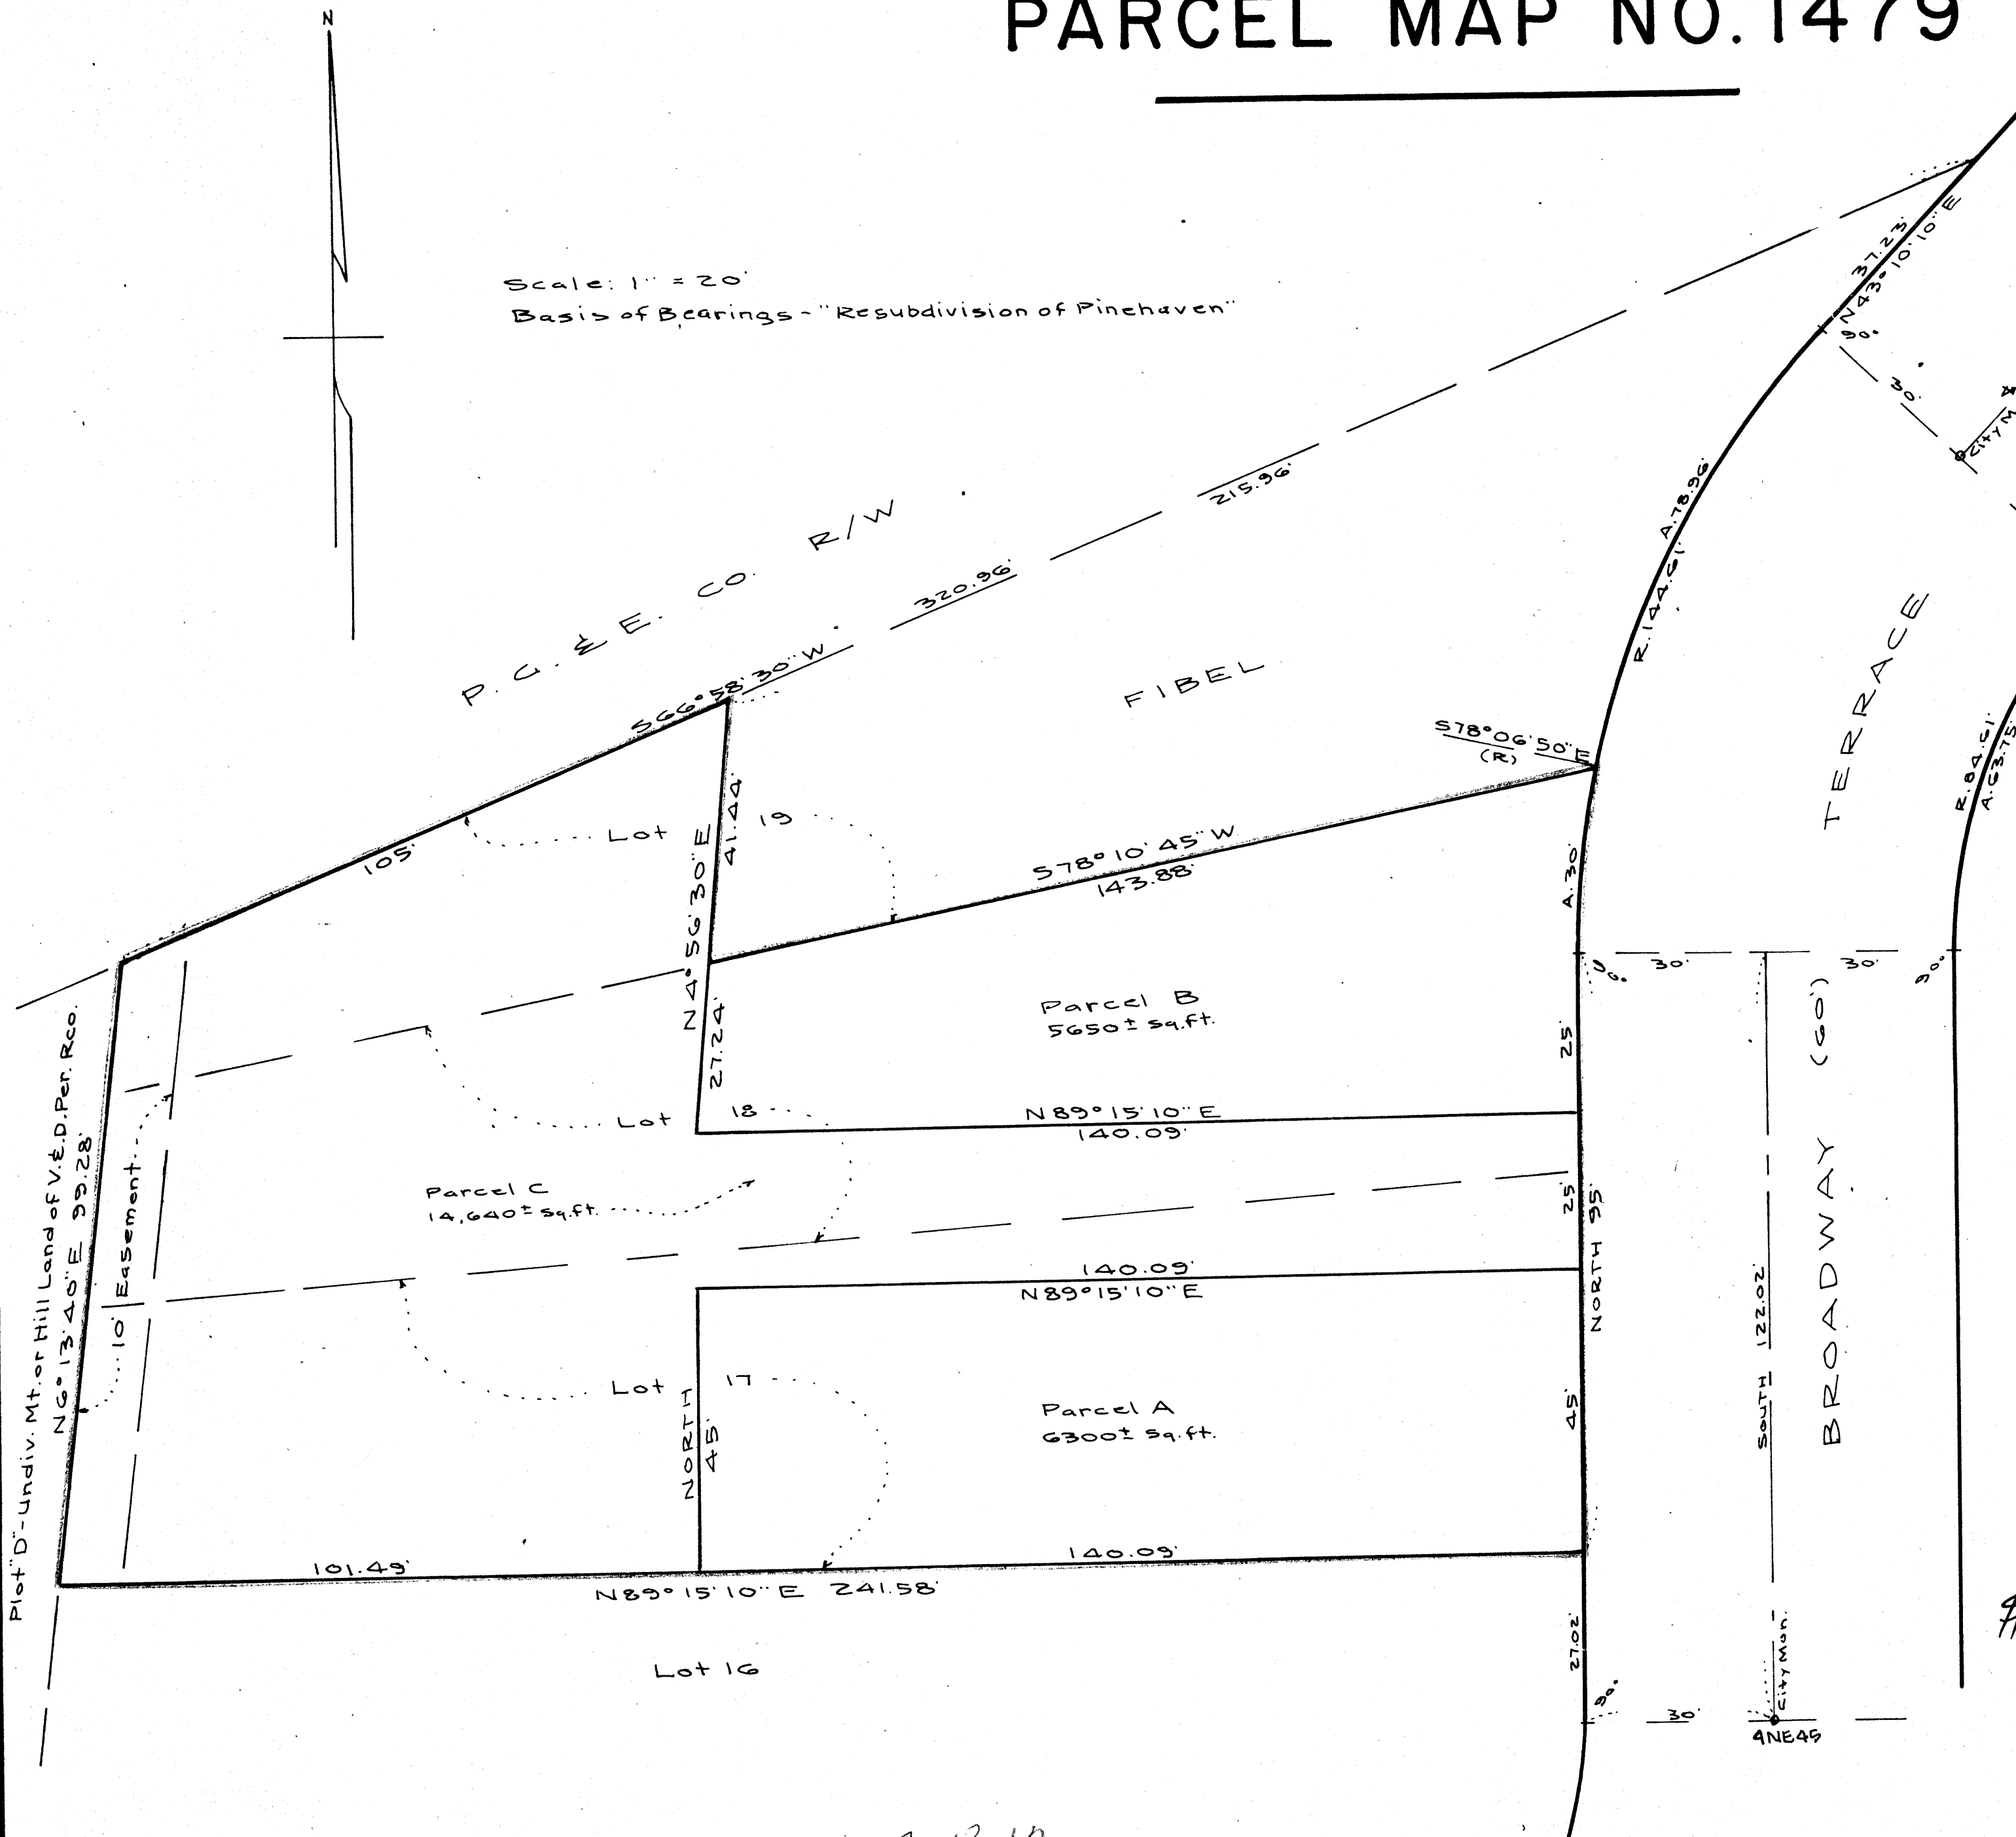 PARCEL MAP NO. 1479
N
Scale: 1" = 20'
Basis of Bearings - "Resubdivision of Pinehaven"
37.23'
N43°10'10"E
90°
30'
City M
215.96'
P. G. & E. CO. R/W
320.96'
S66°58'30"W
A.78.96'
R.144.61'
FIBEL
TERRACE
S78°06'50"E
(R)
R.84.61'
A.63.75'
41.44'
Lot 19
105'
N4°56'30"E
S78°10'45"W
143.88'
A.30'
90°
30'
30'
90°
Parcel B
5650± Sq.ft.
27.24'
25'
(60')
Lot 18
N89°15'10"E
140.09'
Plot "D"-Undiv. Mt. or Hill Land of V.& D. Per. Rco.
N6°13'40"E 99.28'
10' Easement
Parcel C
14,640± Sq.ft.
25'
NORTH 95'
140.09'
N89°15'10"E
SOUTH 122.02'
BROADWAY
Lot 17
NORTH
45'
Parcel A
6300± Sq.ft.
45'
101.49'
140.09'
N89°15'10"E 241.58'
27.02'
Lot 16
City Mon.
90°
30'
4NE45